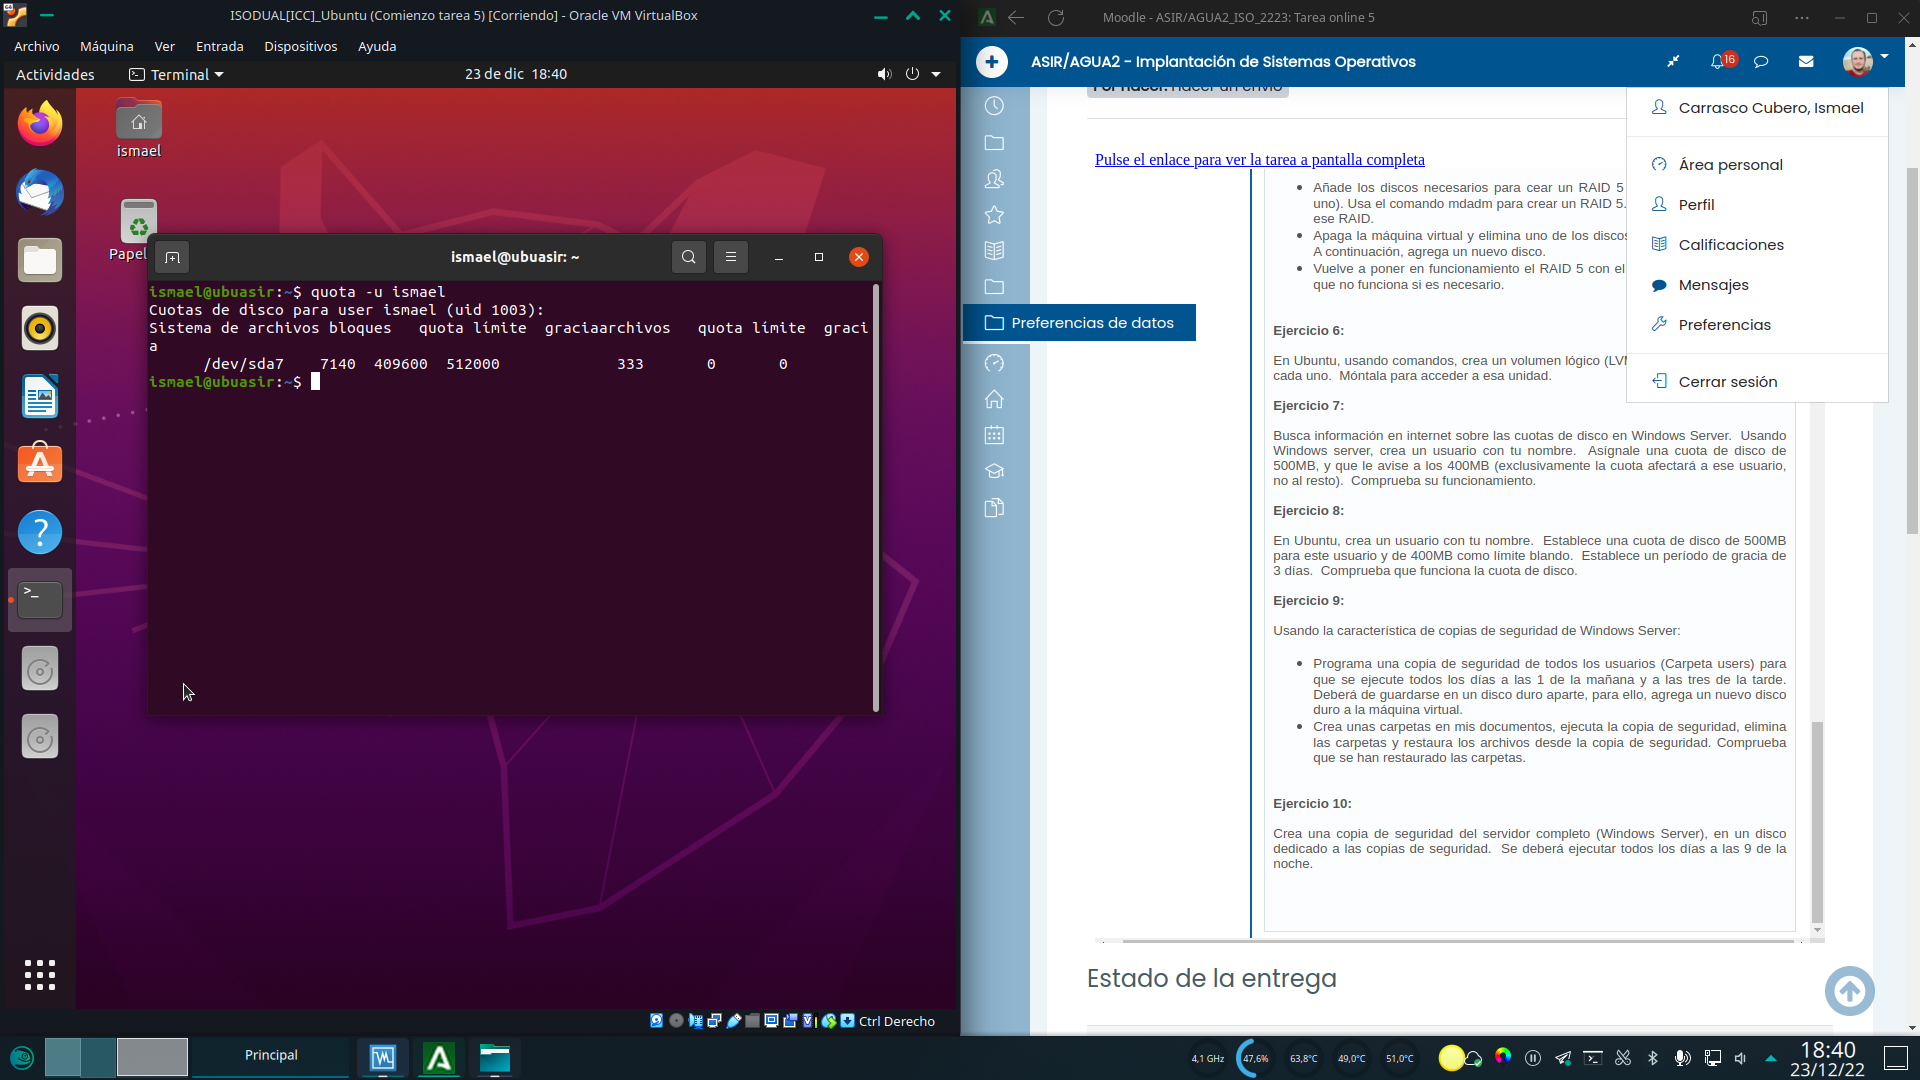 ISODUAL[ICC]_Ubuntu (Comienzo tarea 5) [Corriendo] - Oracle VM VirtualBox
Archivo Máquina Ver Entrada Dispositivos Ayuda
Actividades Terminal 23 de dic 18:40
ismael
Papel
ismael@ubuasir: ~
ismael@ubuasir:~$ quota -u ismael
Cuotas de disco para user ismael (uid 1003):
Sistema de archivos bloques   quota límite  graciaarchivos   quota límite  graci
a
/dev/sda7    7140  409600  512000             333       0       0
ismael@ubuasir:~$
Ctrl Derecho
Moodle - ASIR/AGUA2_ISO_2223: Tarea online 5
ASIR/AGUA2 - Implantación de Sistemas Operativos
16
Por hacer: Hacer un envío
Carrasco Cubero, Ismael
Área personal
Perfil
Calificaciones
Mensajes
Preferencias
Cerrar sesión
Preferencias de datos
Pulse el enlace para ver la tarea a pantalla completa
Añade los discos necesarios para cear un RAID 5
uno). Usa el comando mdadm para crear un RAID 5.
ese RAID.
Apaga la máquina virtual y elimina uno de los discos
A continuación, agrega un nuevo disco.
Vuelve a poner en funcionamiento el RAID 5 con el
que no funciona si es necesario.
Ejercicio 6:
En Ubuntu, usando comandos, crea un volumen lógico (LVM
cada uno. Móntala para acceder a esa unidad.
Ejercicio 7:
Busca información en internet sobre las cuotas de disco en Windows Server. Usando
Windows server, crea un usuario con tu nombre. Asígnale una cuota de disco de
500MB, y que le avise a los 400MB (exclusivamente la cuota afectará a ese usuario,
no al resto). Comprueba su funcionamiento.
Ejercicio 8:
En Ubuntu, crea un usuario con tu nombre. Establece una cuota de disco de 500MB
para este usuario y de 400MB como límite blando. Establece un período de gracia de
3 días. Comprueba que funciona la cuota de disco.
Ejercicio 9:
Usando la característica de copias de seguridad de Windows Server:
Programa una copia de seguridad de todos los usuarios (Carpeta users) para
que se ejecute todos los días a las 1 de la mañana y a las tres de la tarde.
Deberá de guardarse en un disco duro aparte, para ello, agrega un nuevo disco
duro a la máquina virtual.
Crea unas carpetas en mis documentos, ejecuta la copia de seguridad, elimina
las carpetas y restaura los archivos desde la copia de seguridad. Comprueba
que se han restaurado las carpetas.
Ejercicio 10:
Crea una copia de seguridad del servidor completo (Windows Server), en un disco
dedicado a las copias de seguridad. Se deberá ejecutar todos los días a las 9 de la
noche.
Estado de la entrega
Principal
4,1 GHz 47,6% 63,8°C 49,0°C 51,0°C
18:40
23/12/22